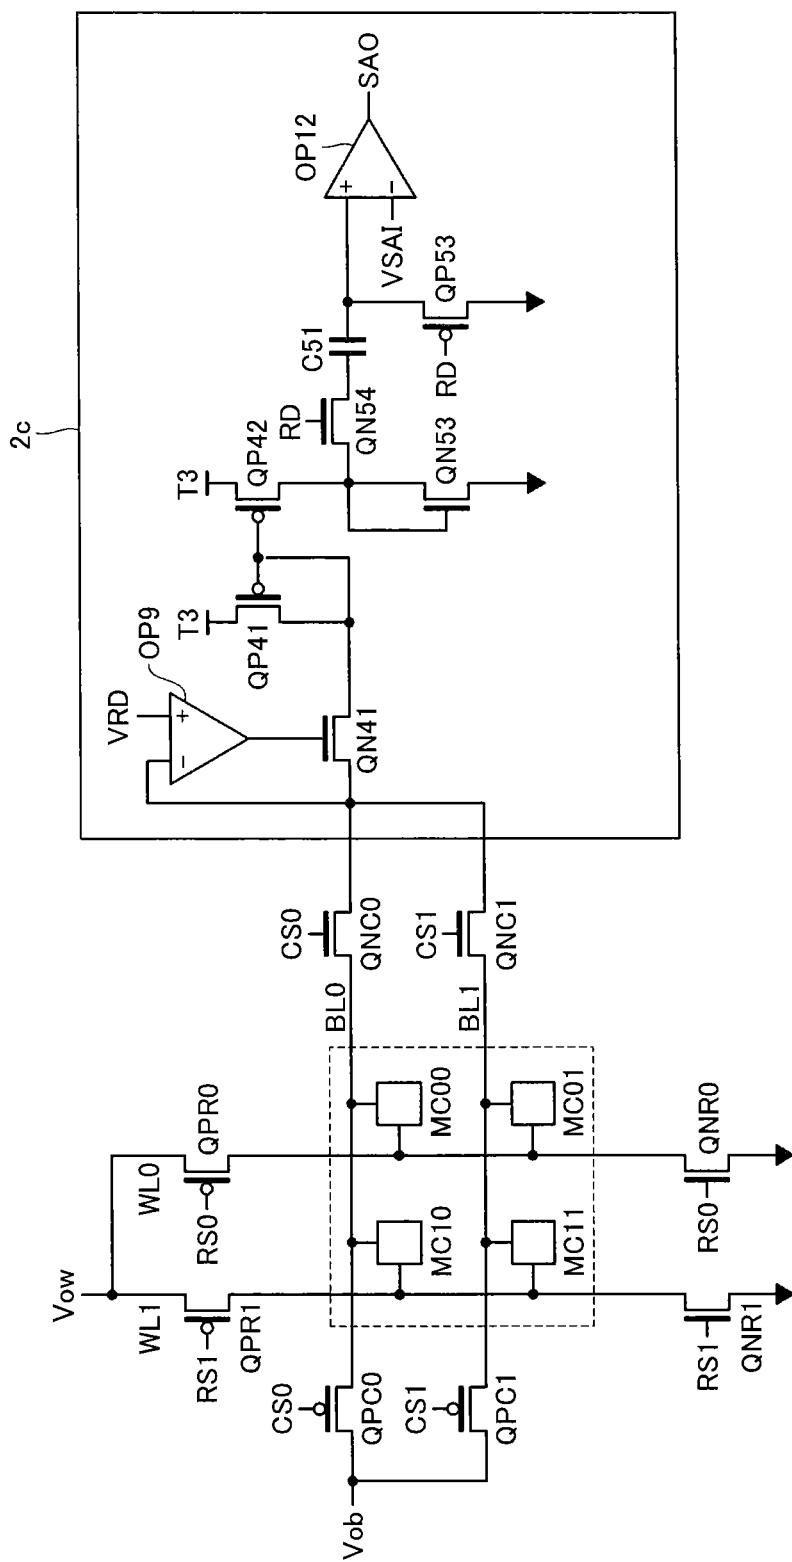 2c
Vow
WL1
WL0
RS1
QPR1
RS0
QPR0
Vob
CS0
QPC0
CS1
QPC1
MC10
MC00
MC11
MC01
BL0
BL1
RS1
QNR1
RS0
QNR0
CS0
QNC0
CS1
QNC1
VRD
OP9
+
−
QN41
T3
QP41
T3
QP42
RD
QN54
QN53
C51
RD
QP53
OP12
+
−
VSAI
SAO